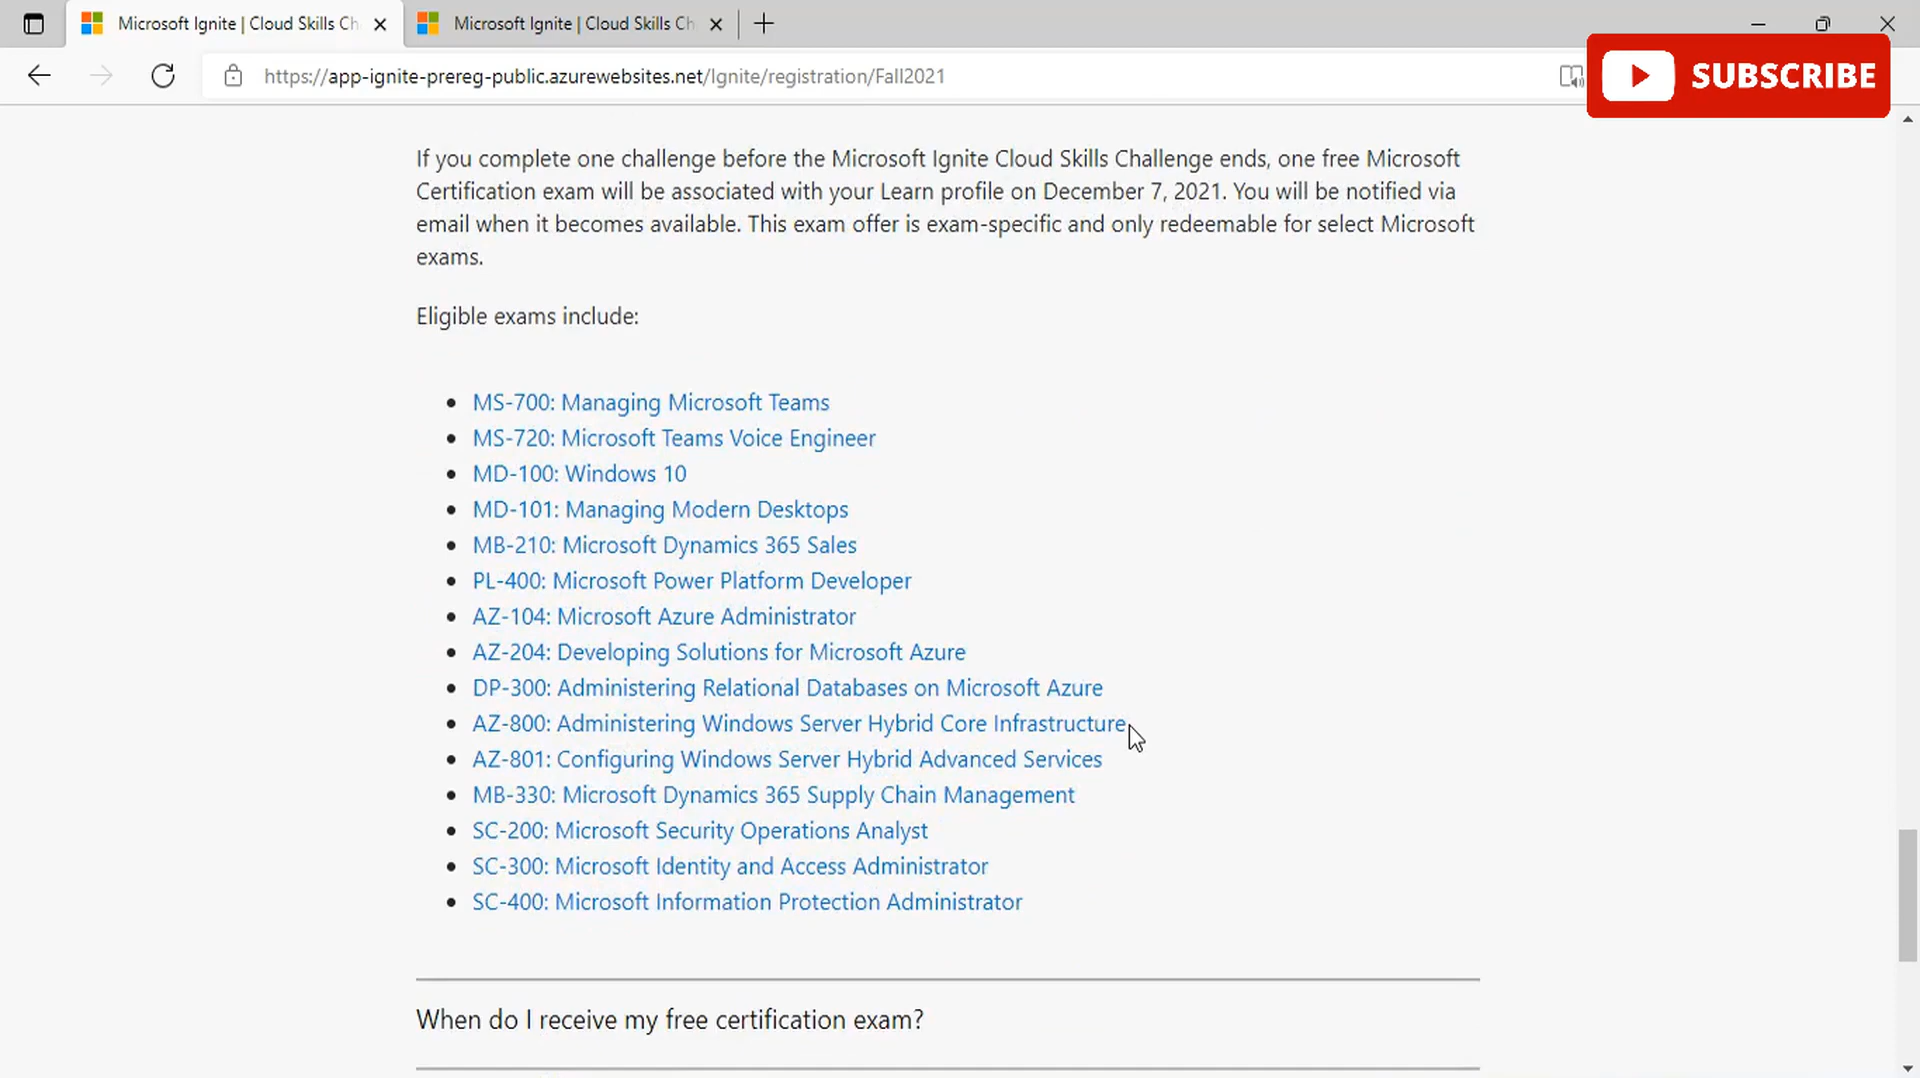 Microsoft Ignite | Cloud Skills Ch
Microsoft Ignite | Cloud Skills Ch
https://app-ignite-prereg-public.azurewebsites.net/Ignite/registration/Fall2021
SUBSCRIBE
If you complete one challenge before the Microsoft Ignite Cloud Skills Challenge ends, one free Microsoft
Certification exam will be associated with your Learn profile on December 7, 2021. You will be notified via
email when it becomes available. This exam offer is exam-specific and only redeemable for select Microsoft
exams.
Eligible exams include:
MS-700: Managing Microsoft Teams
MS-720: Microsoft Teams Voice Engineer
MD-100: Windows 10
MD-101: Managing Modern Desktops
MB-210: Microsoft Dynamics 365 Sales
PL-400: Microsoft Power Platform Developer
AZ-104: Microsoft Azure Administrator
AZ-204: Developing Solutions for Microsoft Azure
DP-300: Administering Relational Databases on Microsoft Azure
AZ-800: Administering Windows Server Hybrid Core Infrastructure
AZ-801: Configuring Windows Server Hybrid Advanced Services
MB-330: Microsoft Dynamics 365 Supply Chain Management
SC-200: Microsoft Security Operations Analyst
SC-300: Microsoft Identity and Access Administrator
SC-400: Microsoft Information Protection Administrator
When do I receive my free certification exam?